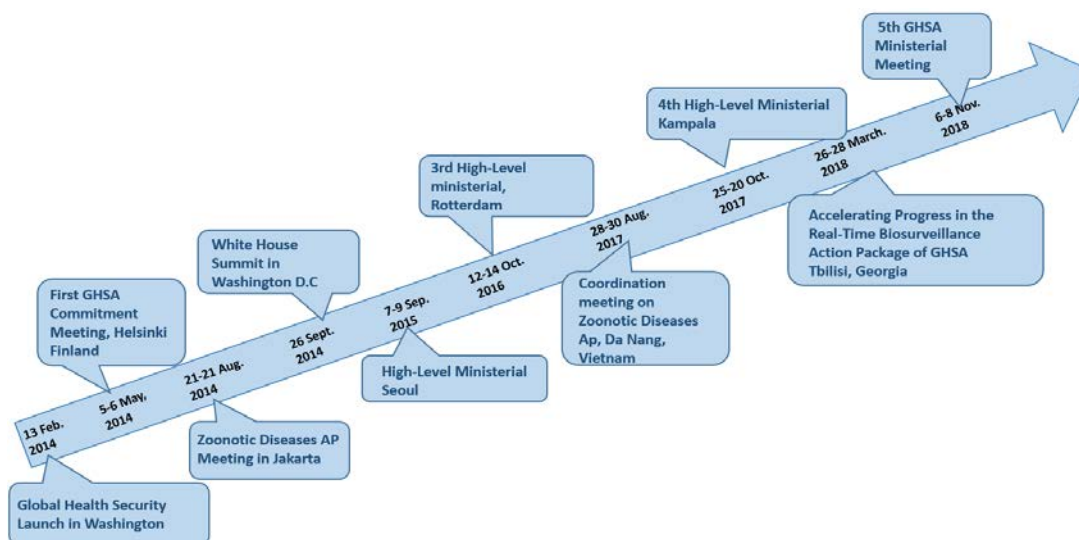 13 Feb.
2014
Global Health Security
Launch in Washington
5-6 May,
2014
First GHSA
Commitment
Meeting, Helsinki
Finland
21-21 Aug.
2014
Zoonotic Diseases AP
Meeting in Jakarta
26 Sept.
2014
White House
Summit in
Washington D.C
7-9 Sep.
2015
High-Level Ministerial
Seoul
12-14 Oct.
2016
3rd High-Level
ministerial,
Rotterdam
28-30 Aug.
2017
Coordination
meeting on
Zoonotic Diseases
Ap, Da Nang,
Vietnam
25-20 Oct.
2017
4th High-Level Ministerial
Kampala
26-28 March.
2018
Accelerating Progress in the
Real-Time Biosurveillance
Action Package of GHSA
Tbilisi, Georgia
6-8 Nov.
2018
5th GHSA
Ministerial
Meeting